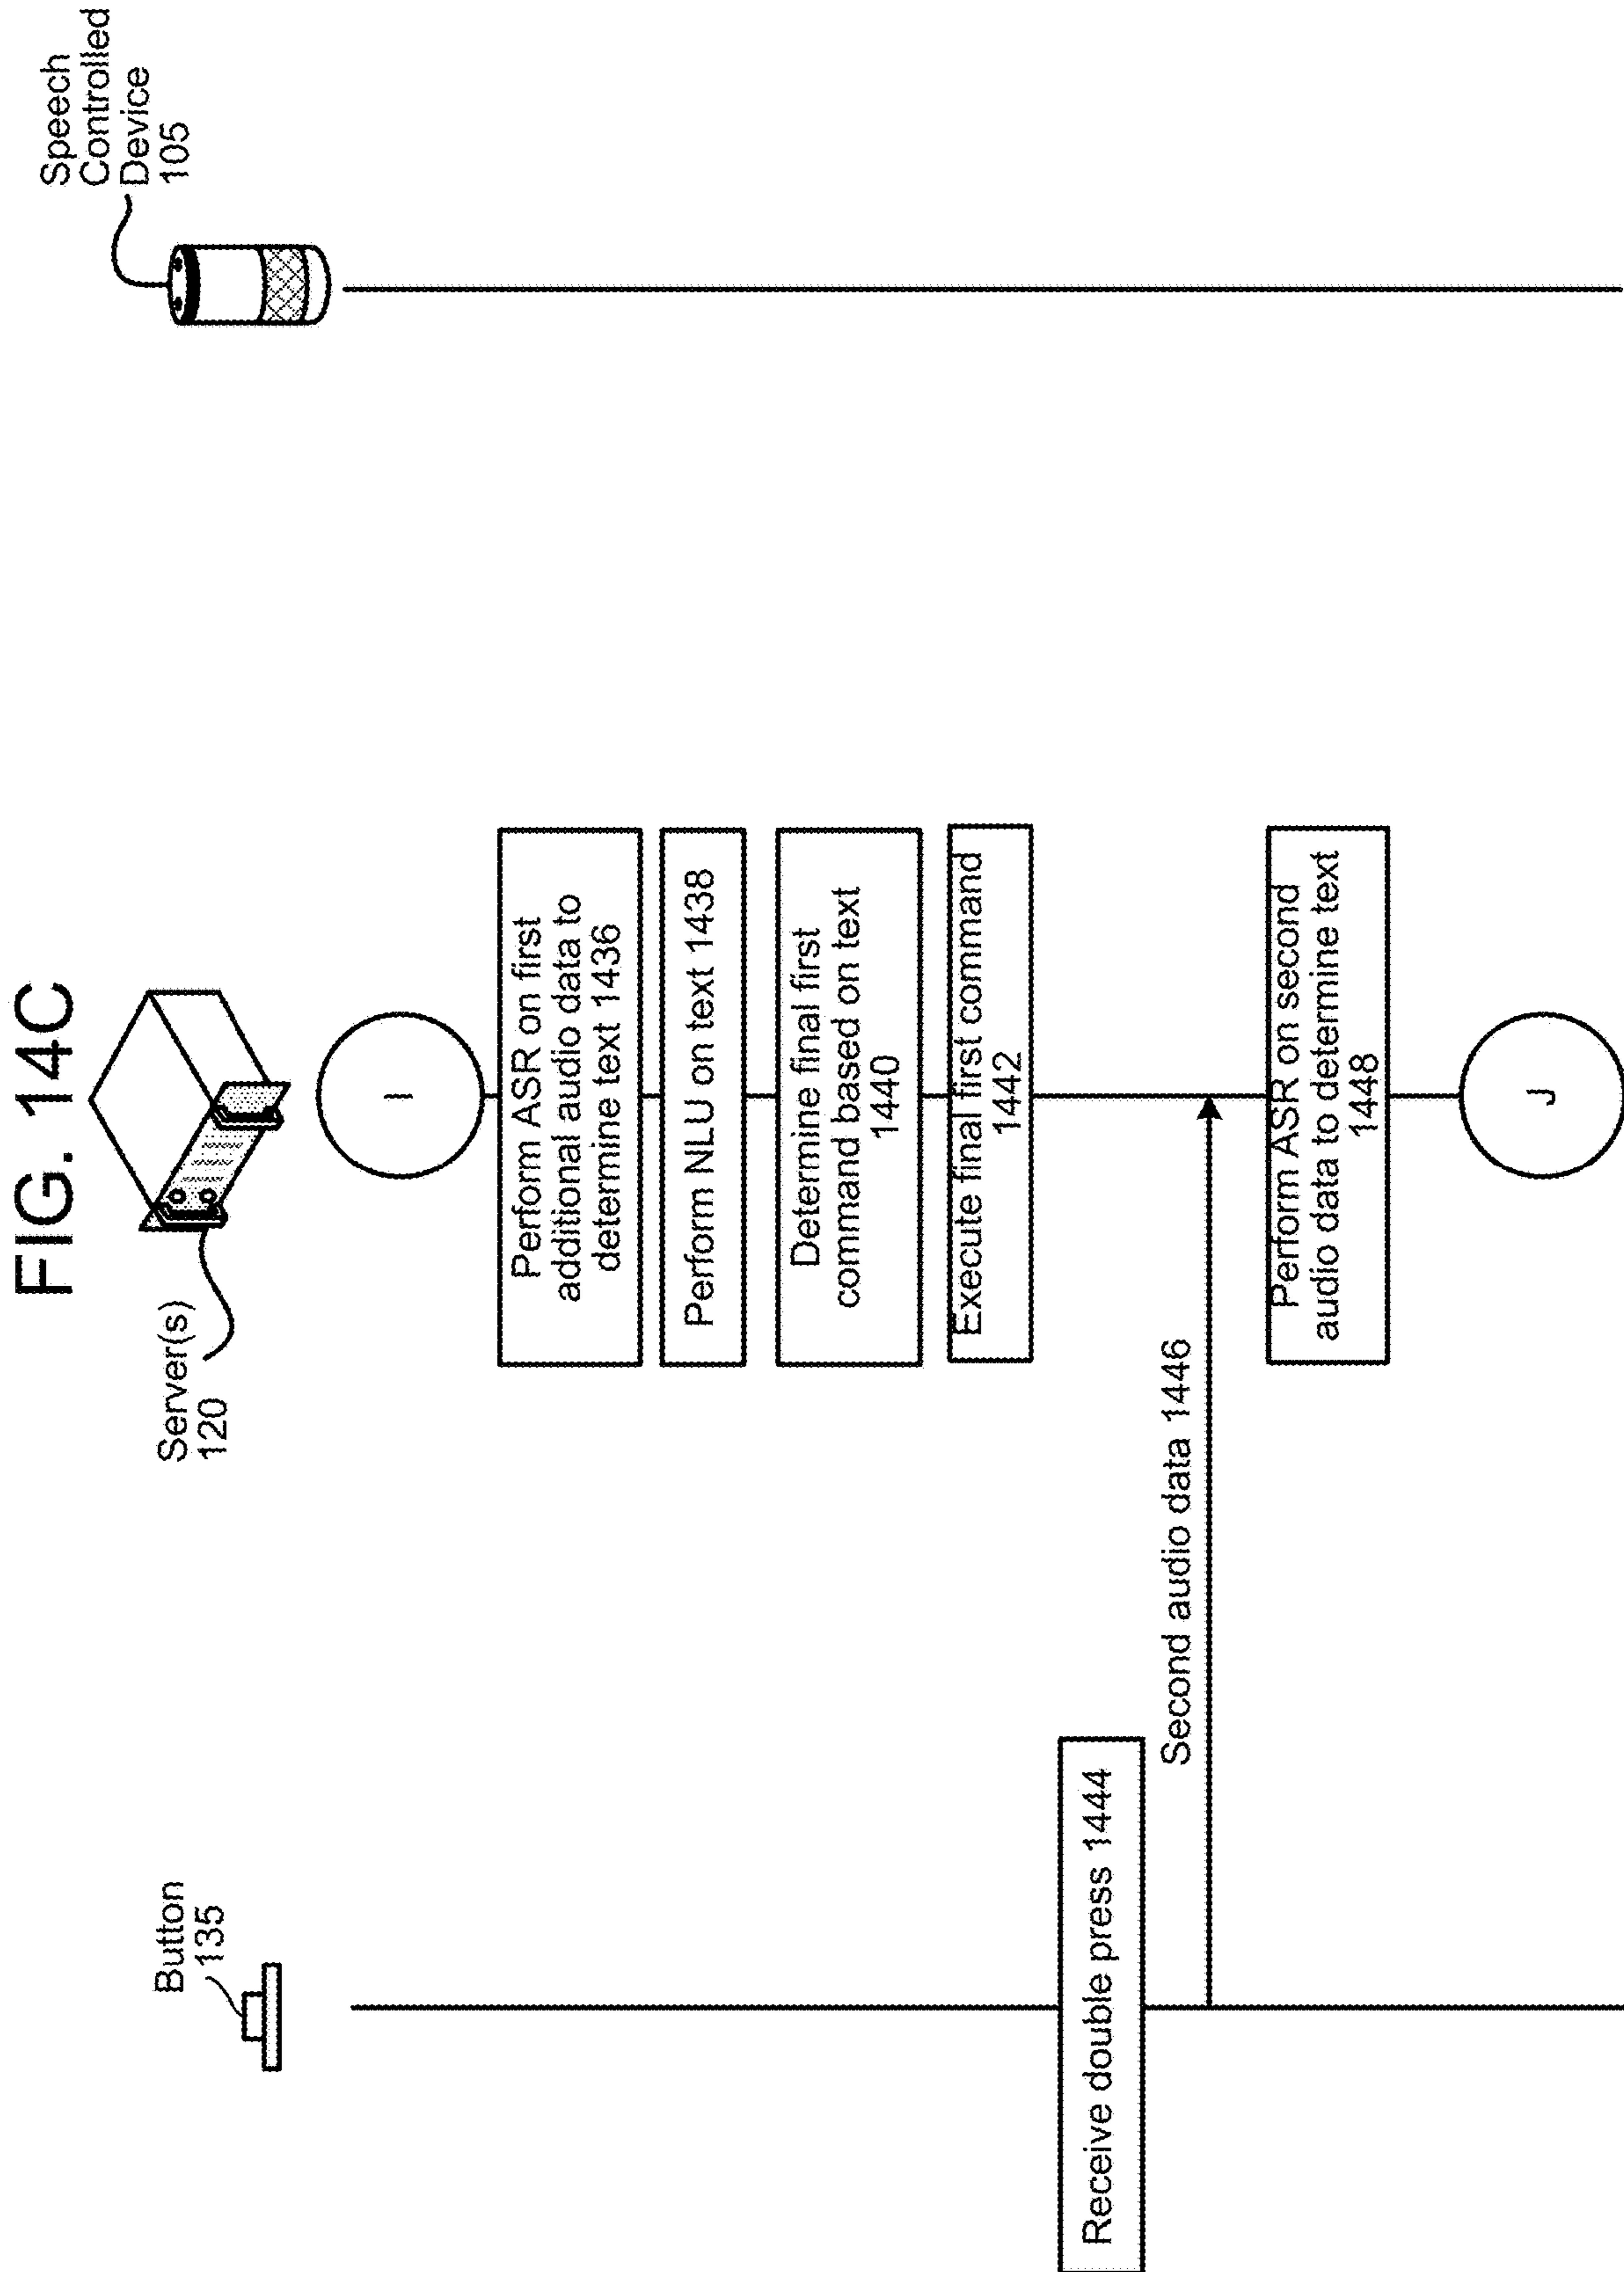 FIG. 14C
Button
135
Server(s)
120
Speech
Controlled
Device
105
I
Perform ASR on first
additional audio data to
determine text 1436
Perform NLU on text 1438
Determine final first
command based on text
1440
Execute final first command
1442
Receive double press 1444
Second audio data 1446
Perform ASR on second
audio data to determine text
1448
J